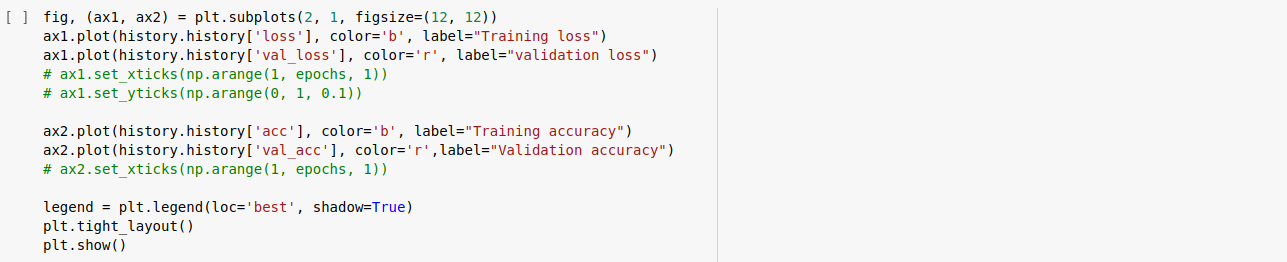 [ ] fig, (ax1, ax2) = plt.subplots(2, 1, figsize=(12, 12))
ax1.plot(history.history['loss'], color='b', label="Training loss")
ax1.plot(history.history['val_loss'], color='r', label="validation loss")
# ax1.set_xticks(np.arange(1, epochs, 1))
# ax1.set_yticks(np.arange(0, 1, 0.1))
ax2.plot(history.history['acc'], color='b', label="Training accuracy")
ax2.plot(history.history['val_acc'], color='r',label="Validation accuracy")
# ax2.set_xticks(np.arange(1, epochs, 1))
legend = plt.legend(loc='best', shadow=True)
plt.tight_layout()
plt.show()